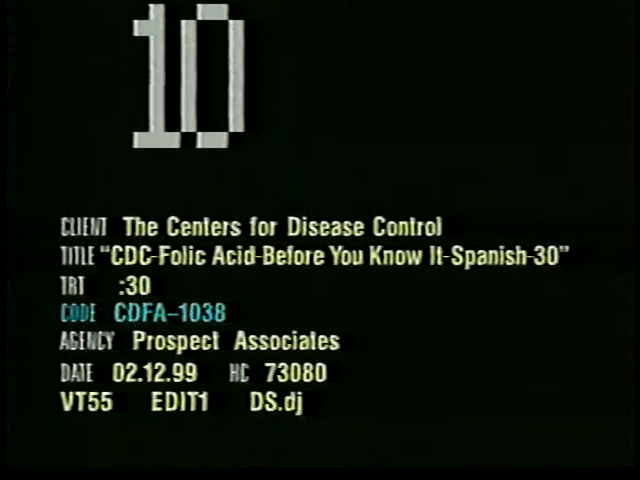 10
CLIENT The Centers for Disease Control
TITLE "CDC-Folic Acid-Before You Know It-Spanish-30"
TRT :30
CODE CDFA-1038
AGENCY Prospect Associates
DATE 02.12.99 HC 73080
VT55 EDIT1 DS.dj